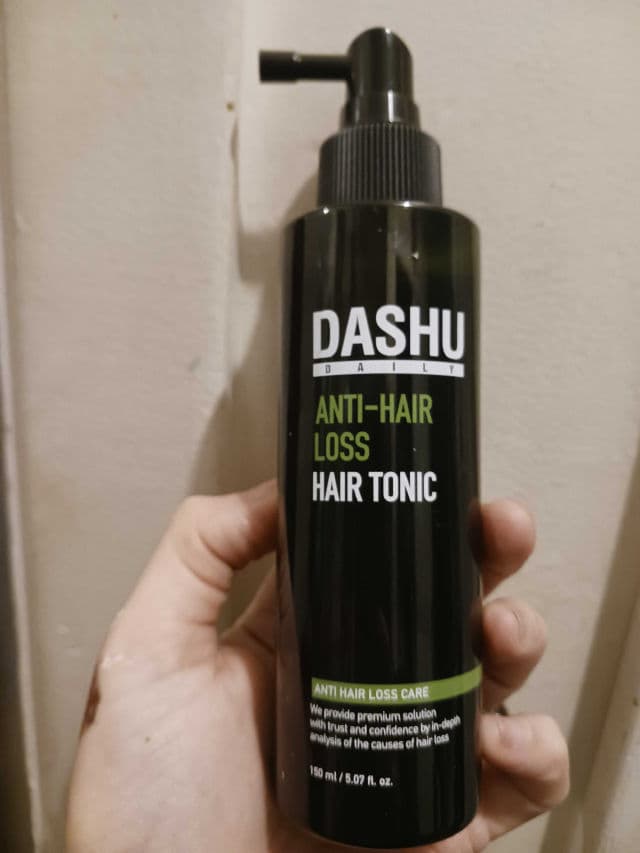 DASHU
DAILY
ANTI-HAIR
LOSS
HAIR TONIC
ANTI HAIR LOSS CARE
We provide premium solution
with trust and confidence by in-depth
analysis of the causes of hair loss
150 ml / 5.07 fl. oz.